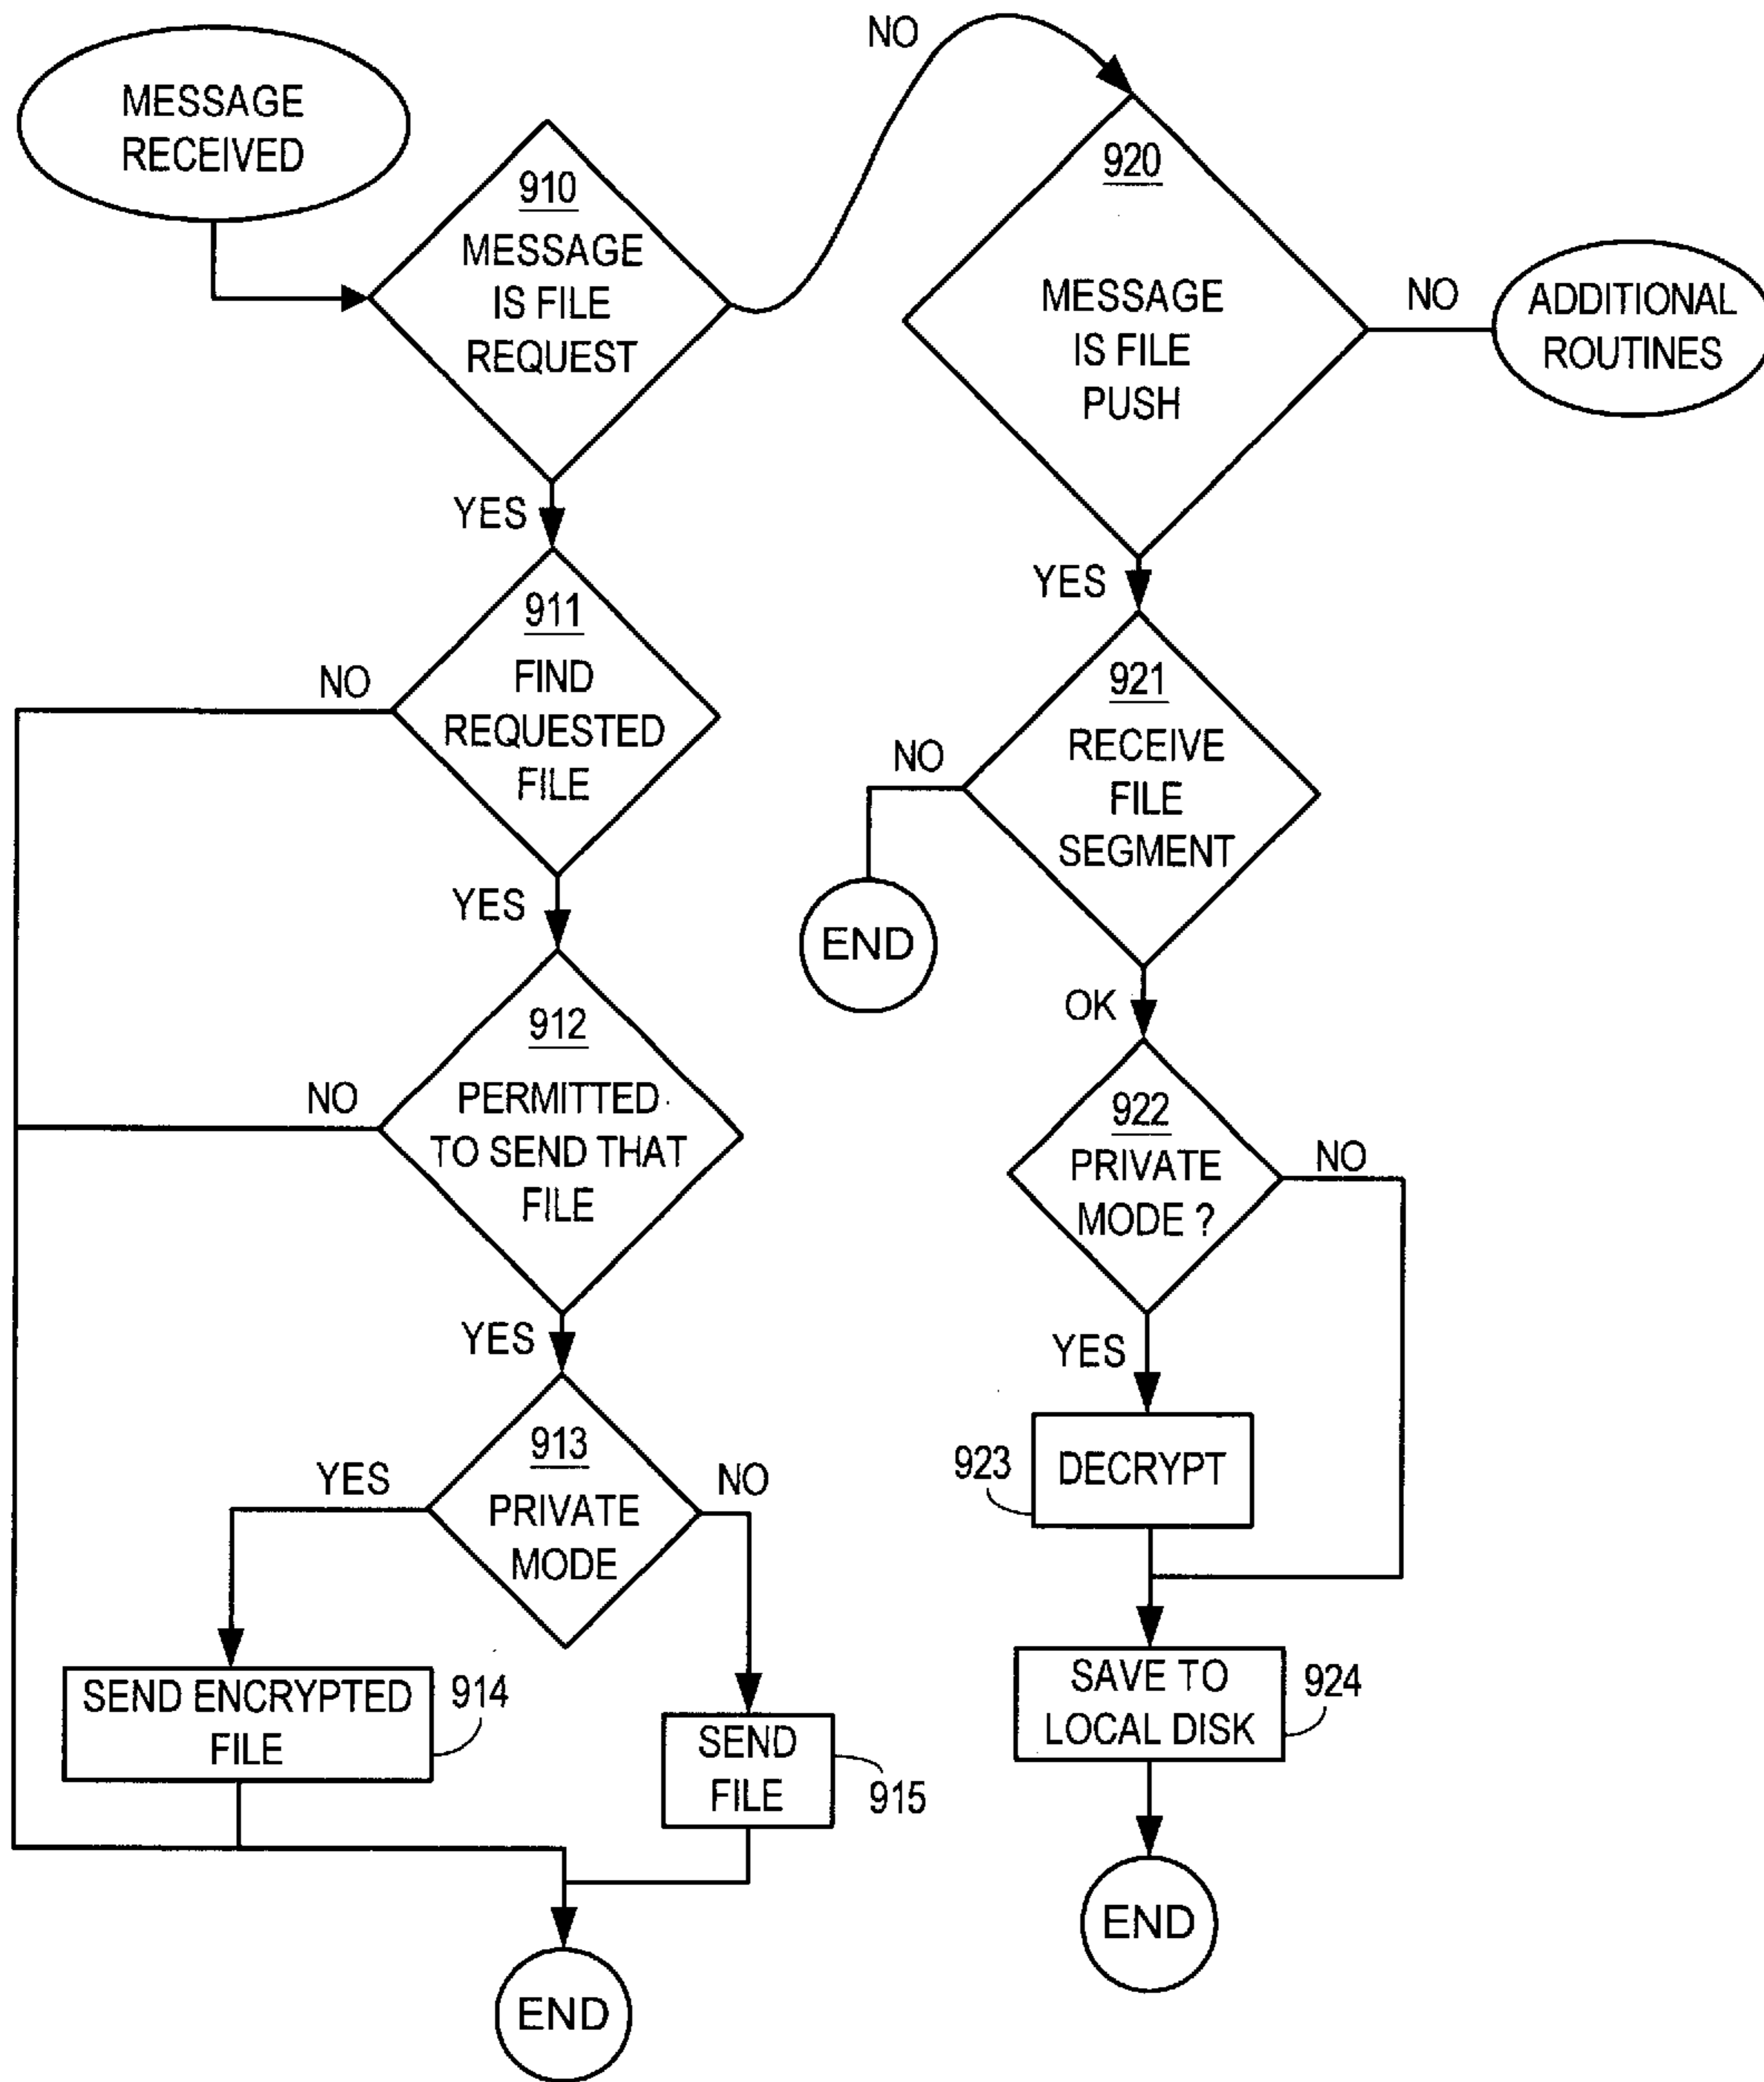 MESSAGE
RECEIVED
910
MESSAGE
IS FILE
REQUEST
NO
YES
911
FIND
REQUESTED
FILE
NO
YES
912
PERMITTED
TO SEND THAT
FILE
NO
YES
913
PRIVATE
MODE
YES
NO
SEND ENCRYPTED
FILE
914
SEND
FILE
915
END
920
MESSAGE
IS FILE
PUSH
NO
ADDITIONAL
ROUTINES
YES
921
RECEIVE
FILE
SEGMENT
NO
END
OK
922
PRIVATE
MODE ?
NO
YES
923
DECRYPT
SAVE TO
LOCAL DISK
924
END